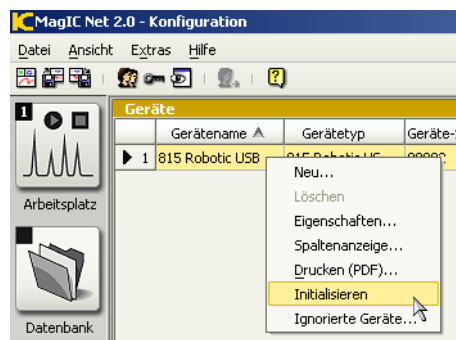 MagIC Net 2.0 - Konfiguration
Datei Ansicht Extras Hilfe
Geräte
Gerätename Gerätetyp
1 815 Robotic USB
Arbeitsplatz
Datenbank
Neu...
Löschen
Eigenschaften...
Spaltenanzeige...
Drucken (PDF)...
Initialisieren
Ignorierte Geräte...